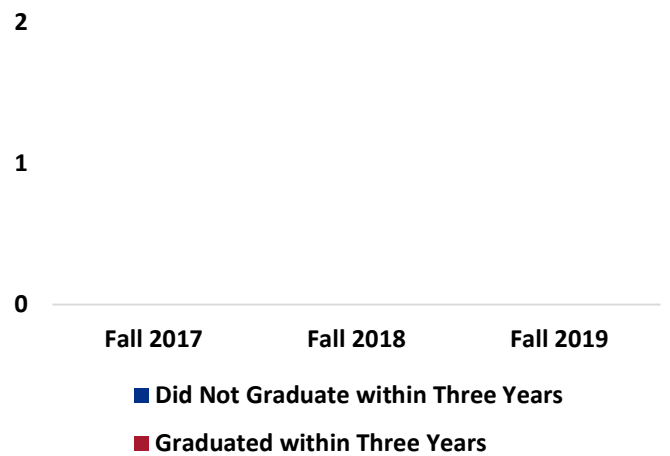 2
1
0
Fall 2017 Fall 2018 Fall 2019
Did Not Graduate within Three Years
Graduated within Three Years